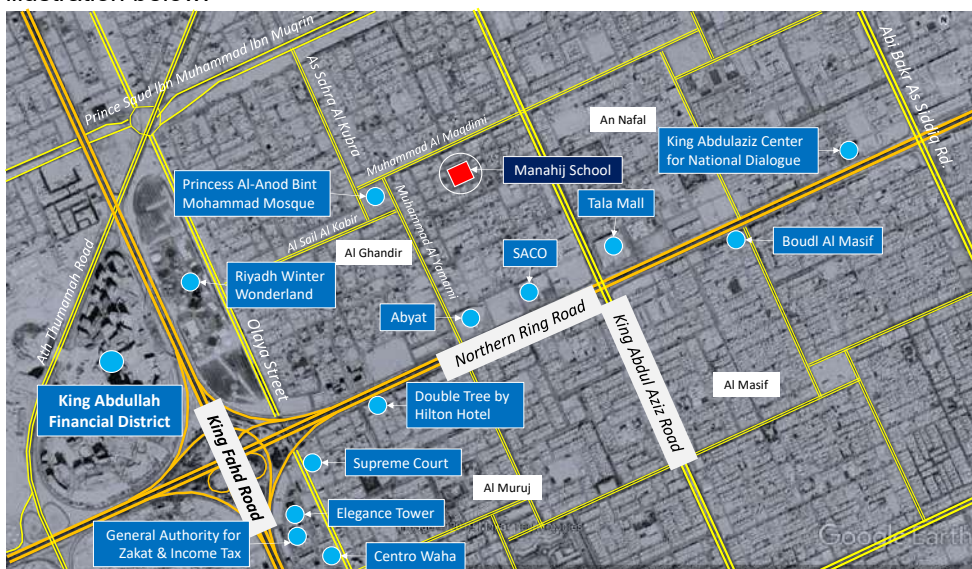 illustration below:
Prince Saud Ibn Muhammad Ibn Muqrin
As Sahra Al Kubra
Abi Bakr As Siddiq Rd
An Nafal
Muhammad Al Maqdimi
King Abdulaziz Center
for National Dialogue
Manahij School
Princess Al-Anod Bint
Mohammad Mosque
Tala Mall
Muhammad Al Yamami
Al Sail Al Kabir
Al Ghandir
SACO
Boudl Al Masif
Riyadh Winter
Wonderland
Ath Thumamah Road
Abyat
Olaya Street
Northern Ring Road
King Abdul Aziz Road
Al Masif
King Abdullah
Financial District
Double Tree by
Hilton Hotel
King Fahd Road
Supreme Court
Al Muruj
Elegance Tower
General Authority for
Zakat & Income Tax
Centro Waha
Google Earth